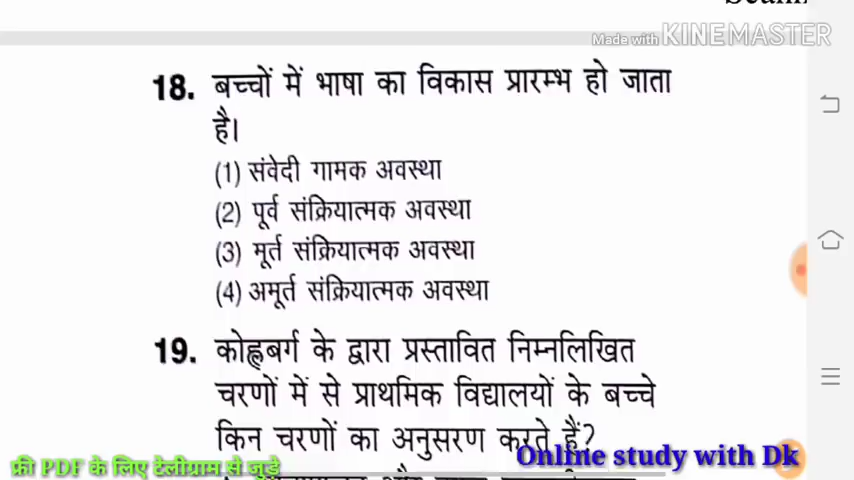 Made with KINEMASTER
18. बच्चों में भाषा का विकास प्रारम्भ हो जाता
है।
(1) संवेदी गामक अवस्था
(2) पूर्व संक्रियात्मक अवस्था
(3) मूर्त संक्रियात्मक अवस्था
(4) अमूर्त संक्रियात्मक अवस्था
19. कोह्लबर्ग के द्वारा प्रस्तावित निम्नलिखित
चरणों में से प्राथमिक विद्यालयों के बच्चे
किन चरणों का अनुसरण करते हैं?
Online study with Dk
फ्री PDF के लिए टेलीग्राम से जुडे